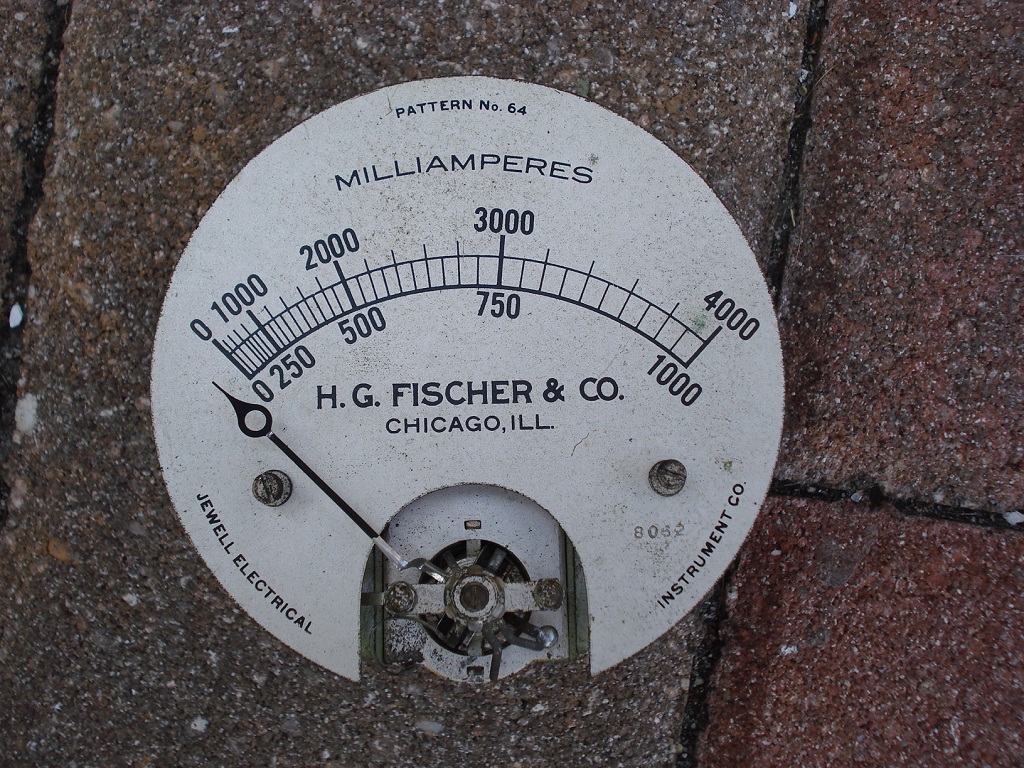 PATTERN No. 64
MILLIAMPERES
0 1000 2000 3000 4000
0 250 500 750 1000
H. G. FISCHER & CO.
CHICAGO, ILL.
JEWELL ELECTRICAL
INSTRUMENT CO.